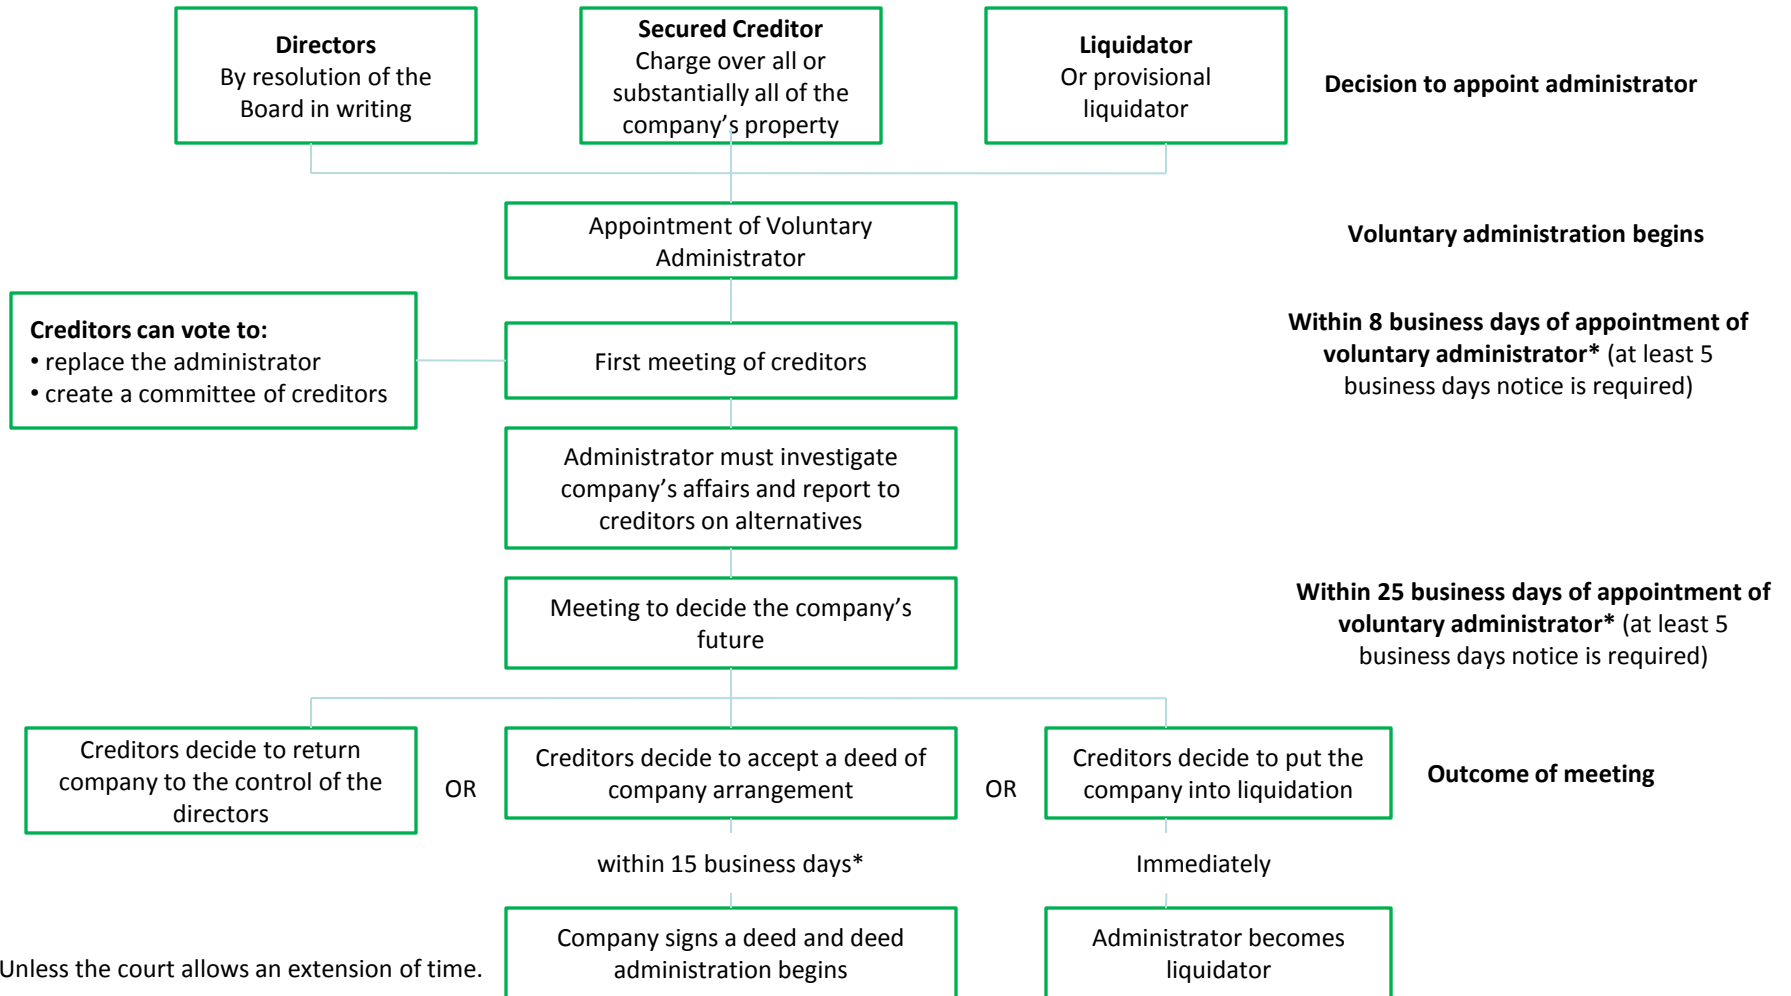 Directors
By resolution of the
Board in writing
Secured Creditor
Charge over all or
substantially all of the
company’s property
Liquidator
Or provisional
liquidator
Decision to appoint administrator
Appointment of Voluntary
Administrator
Voluntary administration begins
Creditors can vote to:
• replace the administrator
• create a committee of creditors
First meeting of creditors
Within 8 business days of appointment of
voluntary administrator* (at least 5
business days notice is required)
Administrator must investigate
company’s affairs and report to
creditors on alternatives
Meeting to decide the company’s
future
Within 25 business days of appointment of
voluntary administrator* (at least 5
business days notice is required)
Creditors decide to return
company to the control of the
directors
OR
Creditors decide to accept a deed of
company arrangement
OR
Creditors decide to put the
company into liquidation
Outcome of meeting
within 15 business days*
Immediately
Company signs a deed and deed
administration begins
Administrator becomes
liquidator
Unless the court allows an extension of time.